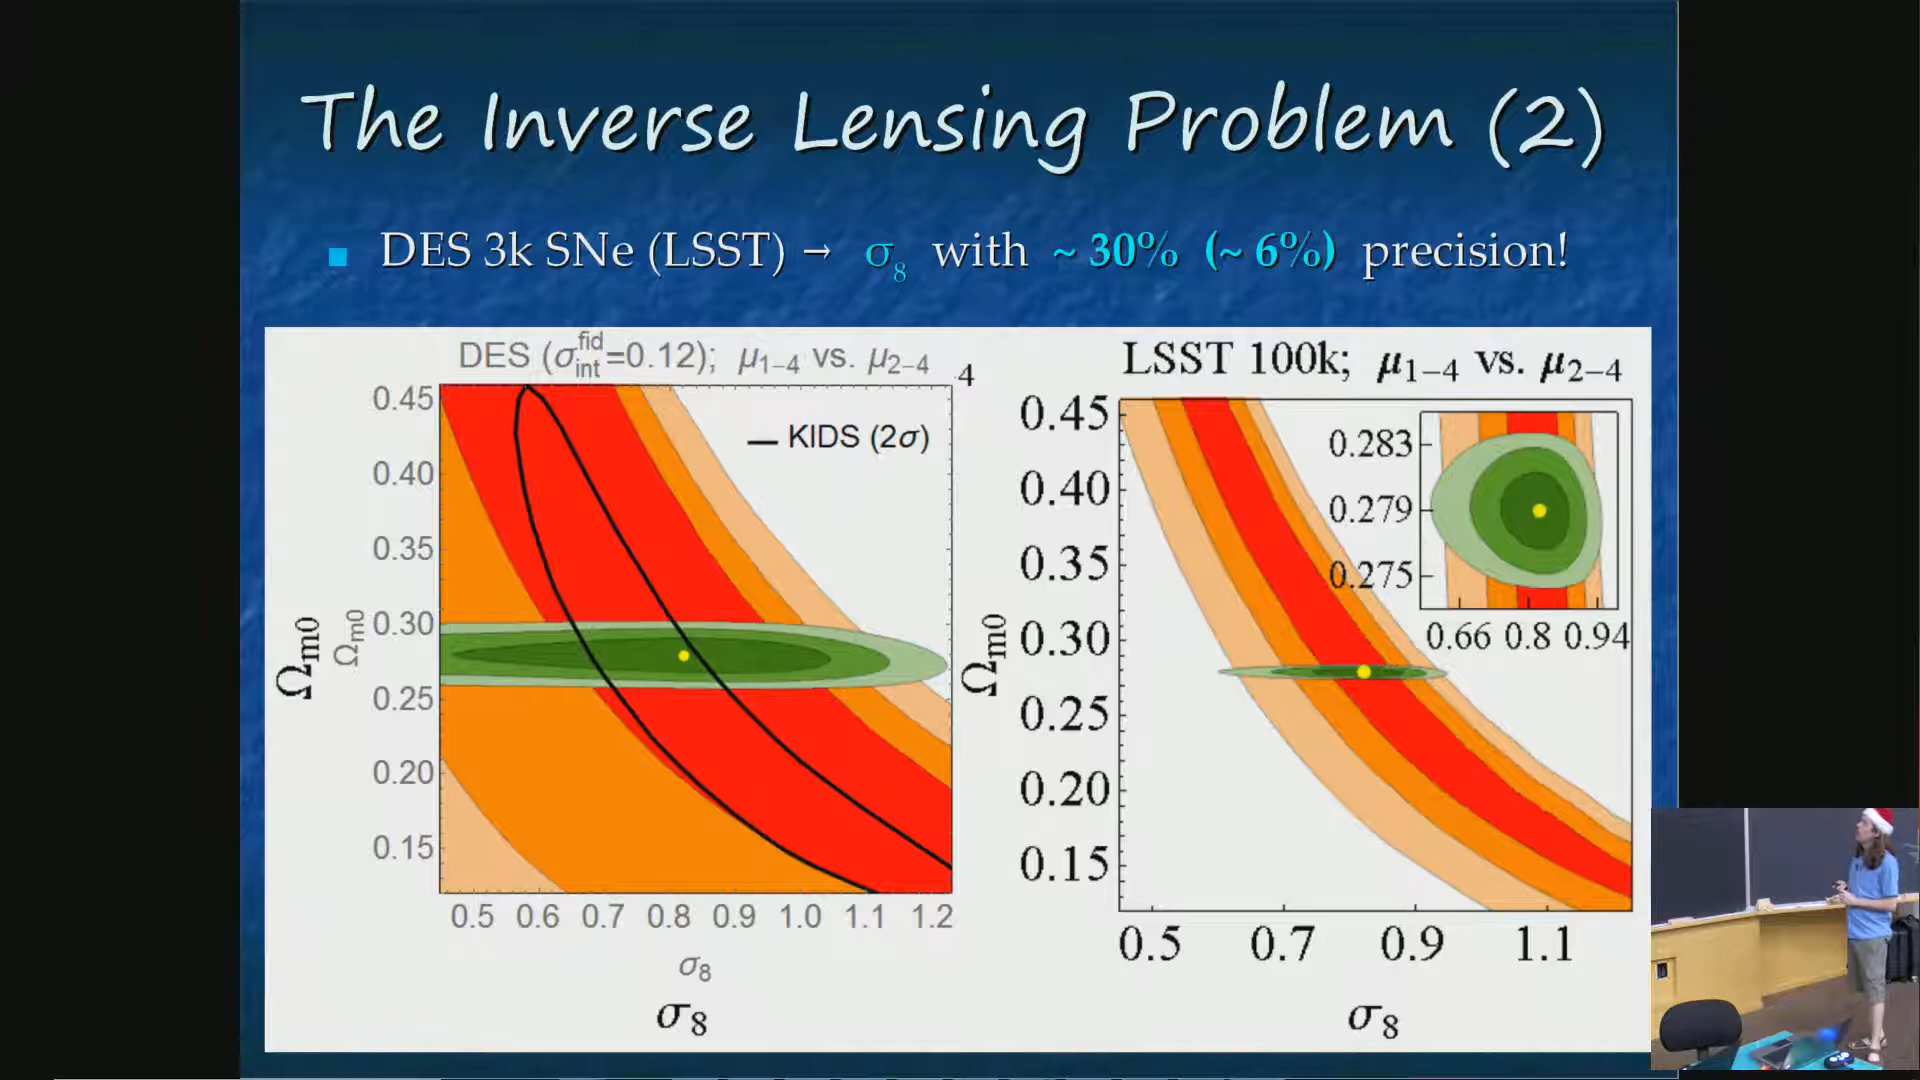 The Inverse Lensing Problem (2)
DES 3k SNe (LSST) → σ8 with ~ 30% (~ 6%) precision!
DES (σ_int^fid=0.12); μ1−4 vs. μ2−4
4
KIDS (2σ)
0.45
0.40
0.35
0.30
0.25
0.20
0.15
Ωm0
Ωm0
0.5 0.6 0.7 0.8 0.9 1.0 1.1 1.2
σ8
σ8
LSST 100k; μ1−4 vs. μ2−4
0.45
0.40
0.35
0.30
0.25
0.20
0.15
Ωm0
0.283
0.279
0.275
0.66 0.8 0.94
0.5 0.7 0.9 1.1
σ8